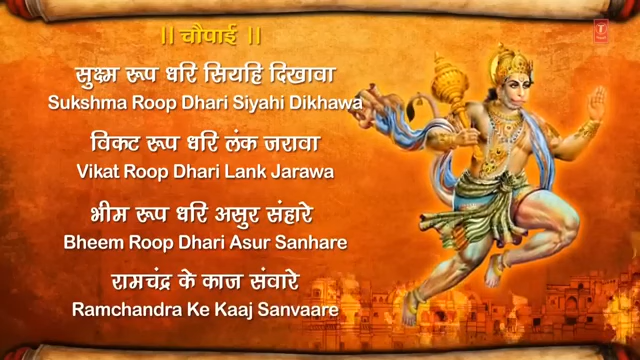 ॥ चौपाई ॥
सुक्ष्म रूप धरि सियहि दिखावा
Sukshma Roop Dhari Siyahi Dikhawa
विकट रूप धरि लंक जरावा
Vikat Roop Dhari Lank Jarawa
भीम रूप धरि असुर संहारे
Bheem Roop Dhari Asur Sanhare
रामचंद्र के काज संवारे
Ramchandra Ke Kaaj Sanvaare